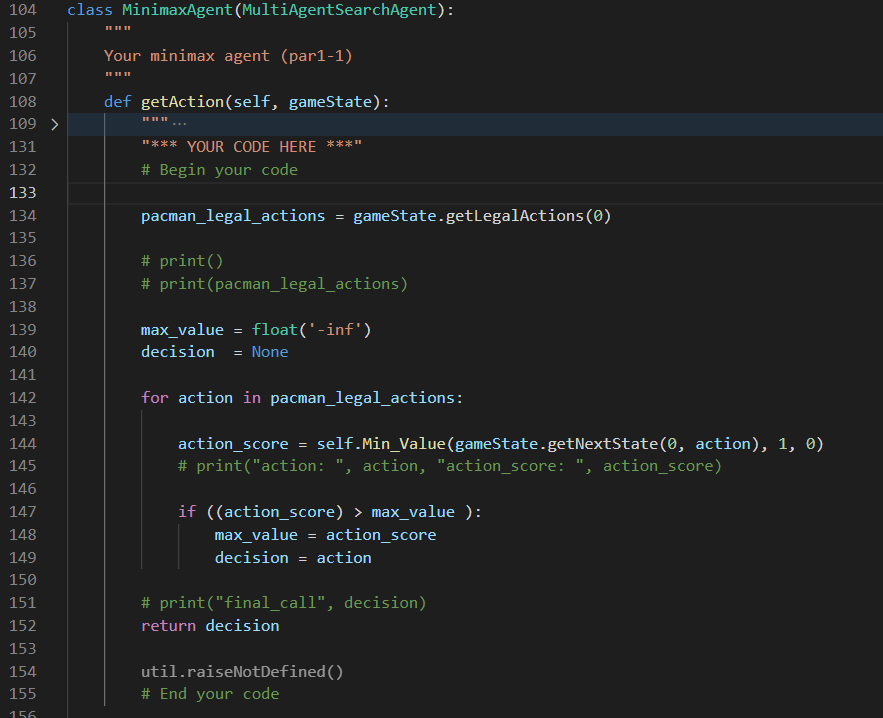 104 class MinimaxAgent(MultiAgentSearchAgent):
105 """
106 Your minimax agent (par1-1)
107 """
108 def getAction(self, gameState):
109 > """ ...
131 "*** YOUR CODE HERE ***"
132 # Begin your code
133
134 pacman_legal_actions = gameState.getLegalActions(0)
135
136 # print()
137 # print(pacman_legal_actions)
138
139 max_value = float('-inf')
140 decision  = None
141
142 for action in pacman_legal_actions:
143
144 action_score = self.Min_Value(gameState.getNextState(0, action), 1, 0)
145 # print("action: ", action, "action_score: ", action_score)
146
147 if ((action_score) > max_value ):
148 max_value = action_score
149 decision = action
150
151 # print("final_call", decision)
152 return decision
153
154 util.raiseNotDefined()
155 # End your code
156